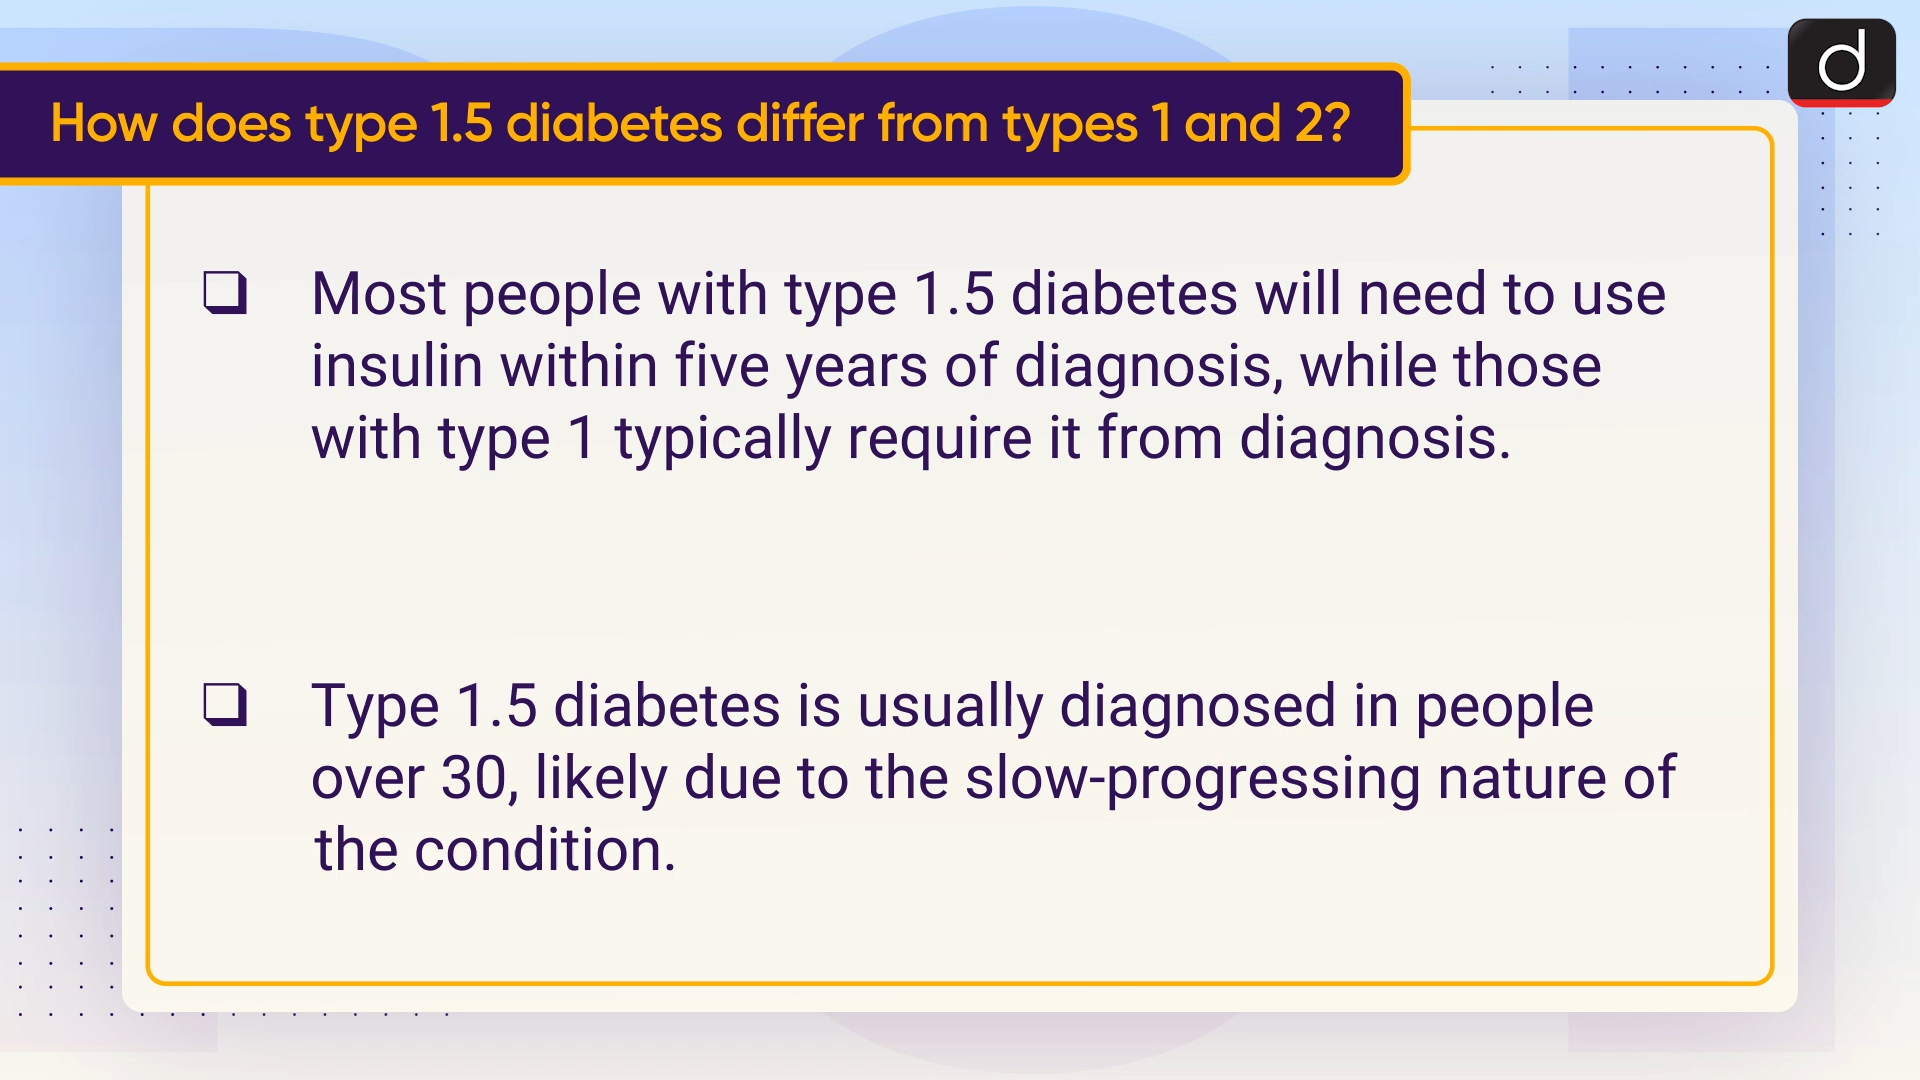 d
How does type 1.5 diabetes differ from types 1 and 2?
Most people with type 1.5 diabetes will need to use
insulin within five years of diagnosis, while those
with type 1 typically require it from diagnosis.
Type 1.5 diabetes is usually diagnosed in people
over 30, likely due to the slow-progressing nature of
the condition.